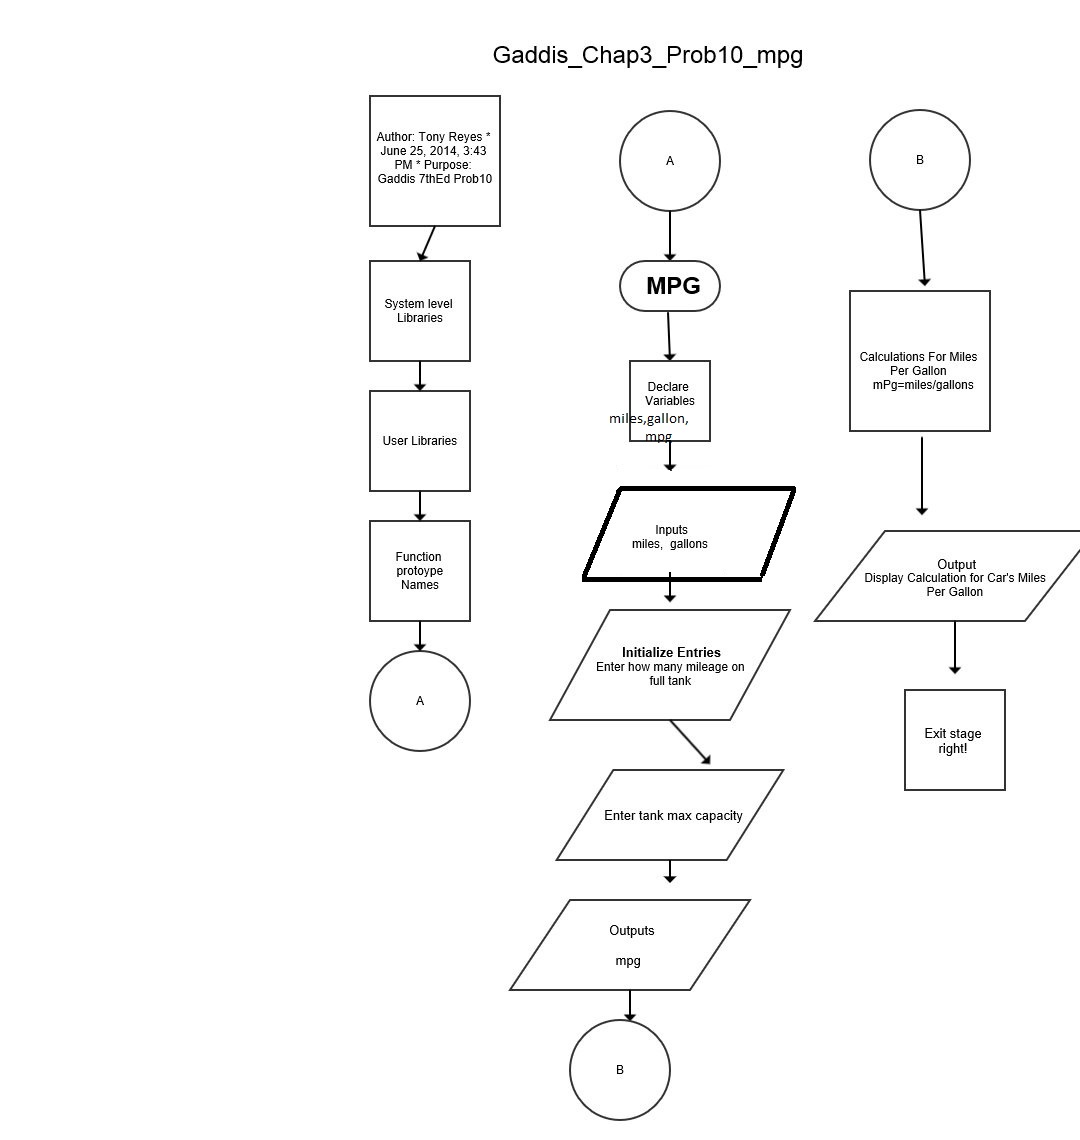 Gaddis_Chap3_Prob10_mpg
Author: Tony Reyes *
June 25, 2014, 3:43
PM * Purpose:
Gaddis 7thEd Prob10
System level
Libraries
User Libraries
Function
protoype
Names
A
A
MPG
Declare
Variables
miles,gallon,
mpg
Inputs
miles, gallons
Initialize Entries
Enter how many mileage on
full tank
Enter tank max capacity
Outputs
mpg
B
B
Calculations For Miles
Per Gallon
mPg=miles/gallons
Output
Display Calculation for Car's Miles
Per Gallon
Exit stage
right!